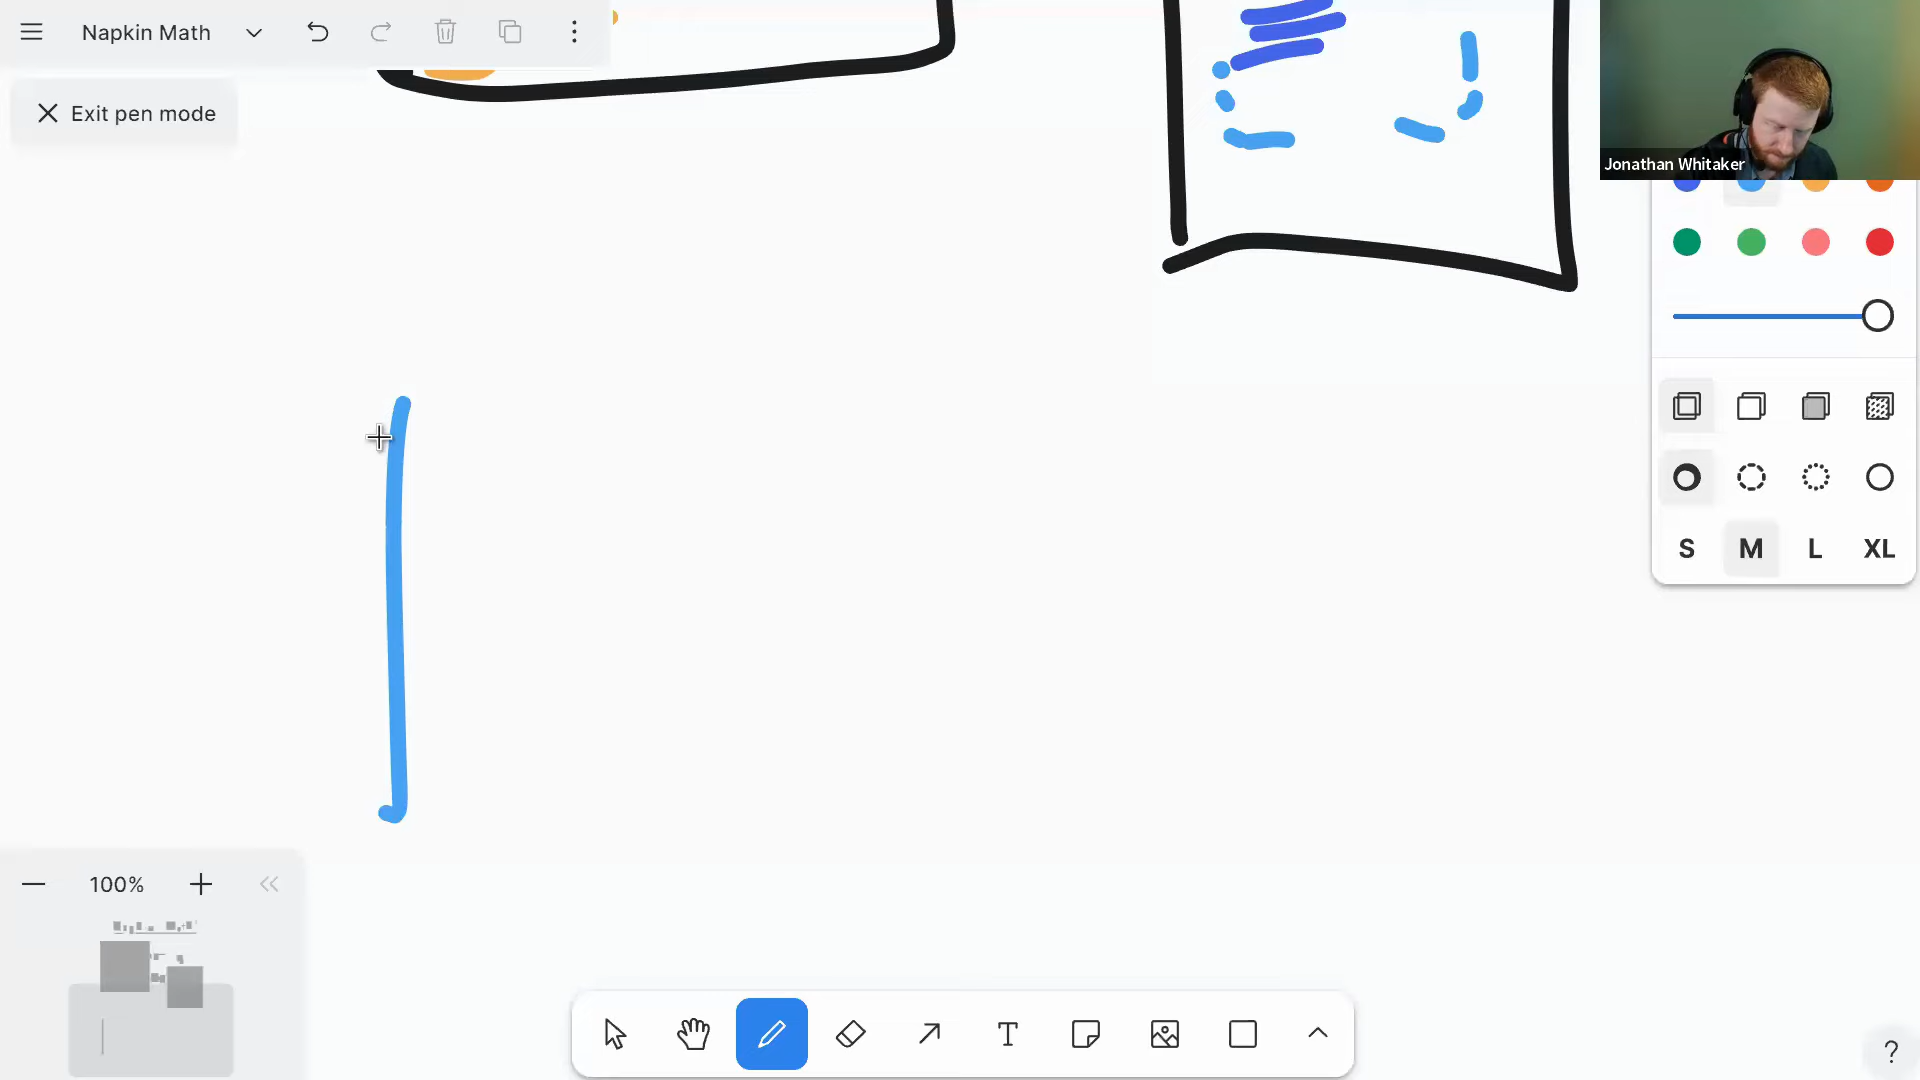 Napkin Math
Exit pen mode
Jonathan Whitaker
S M L XL
100%
?